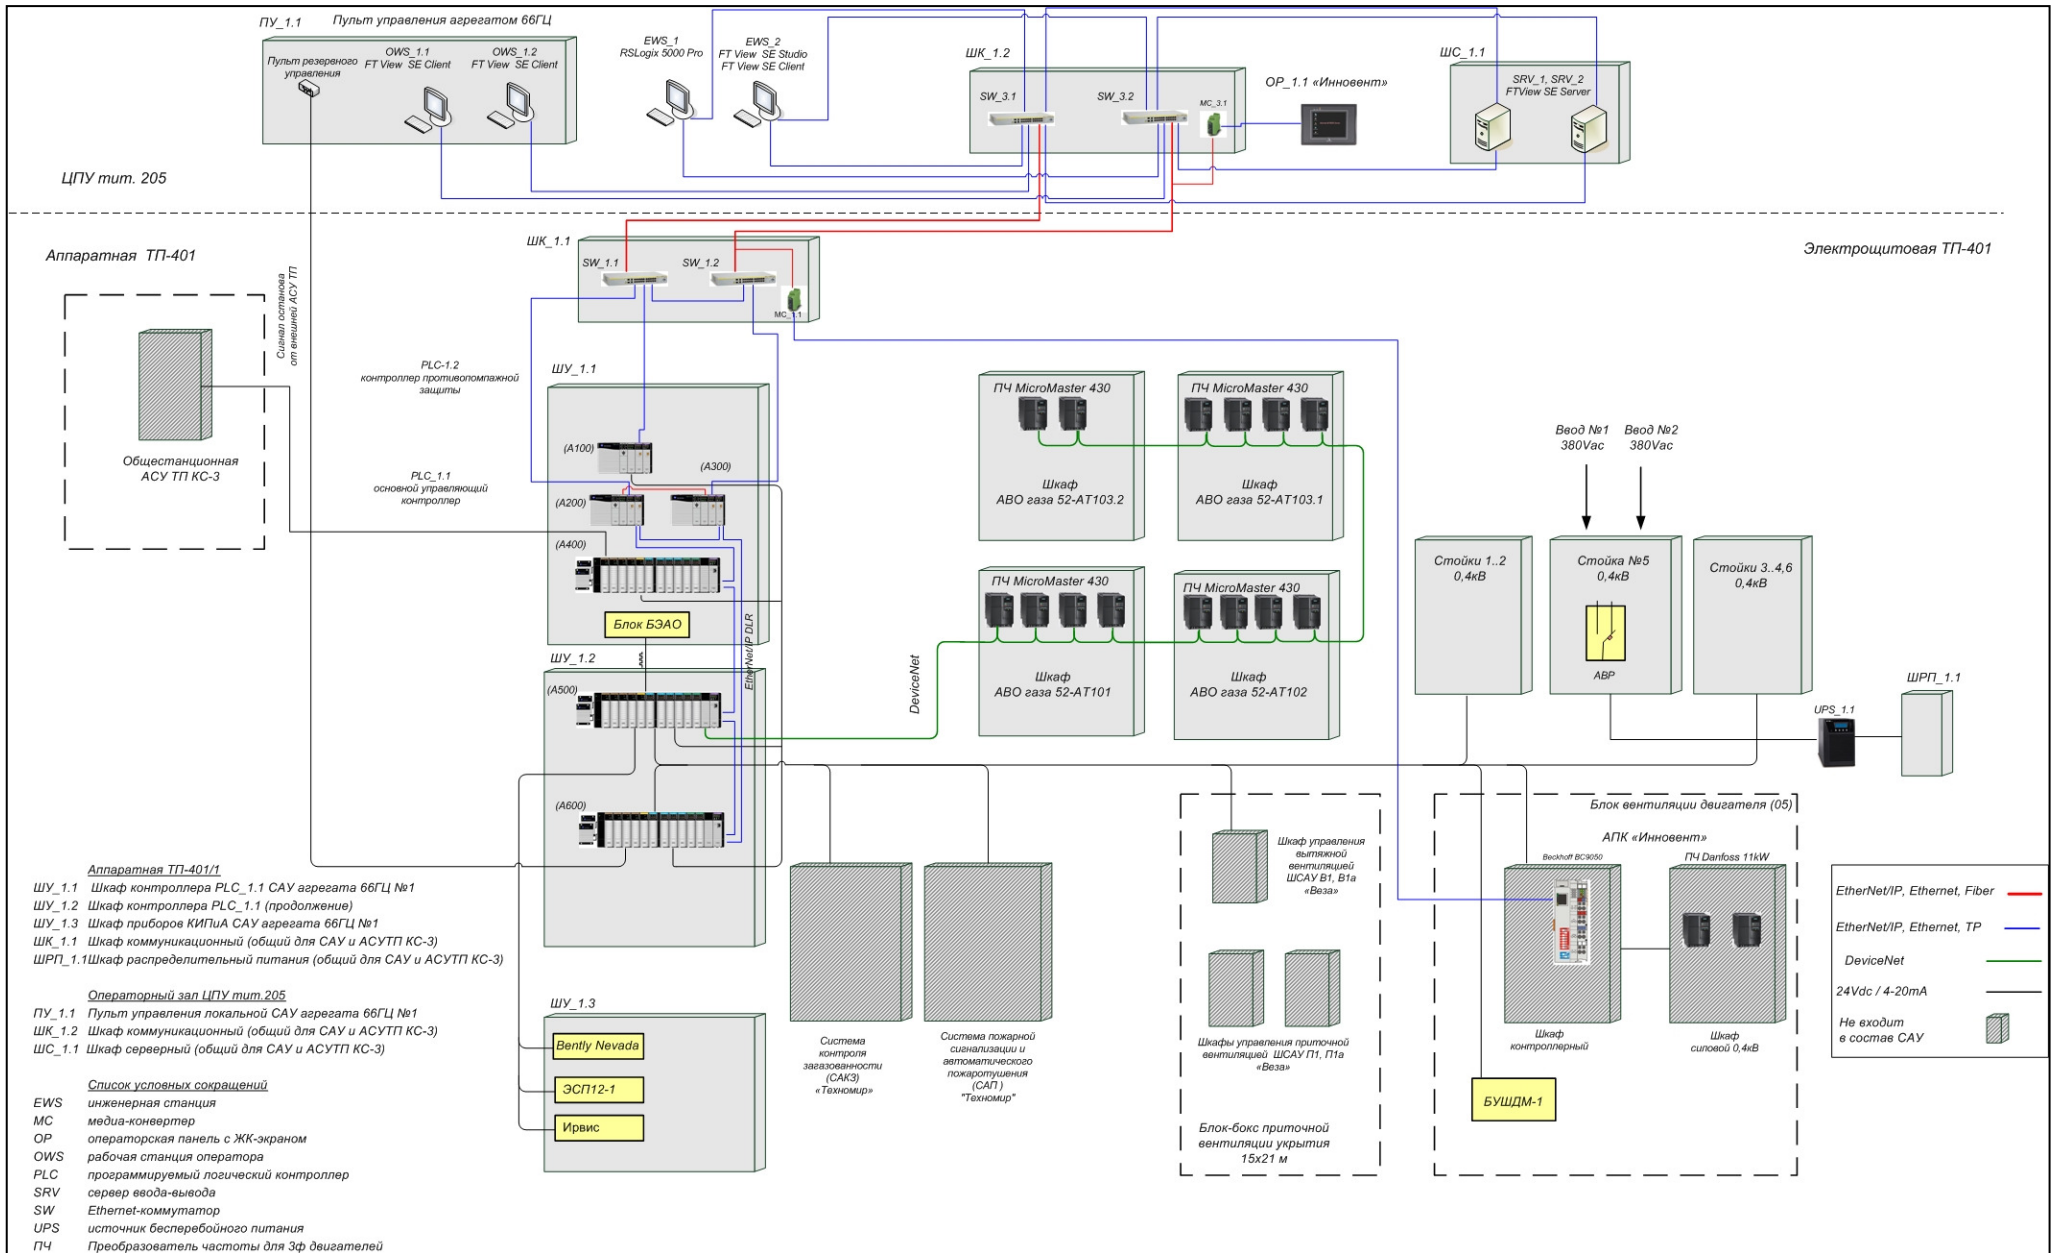 ПУ_1.1
Пульт управления агрегатом 66ГЦ
Пульт резервного
управления
OWS_1.1
FT View SE Client
OWS_1.2
FT View SE Client
EWS_1
RSLogix 5000 Pro
EWS_2
FT View SE Studio
FT View SE Client
ШК_1.2
SW_3.1
SW_3.2
MC_3.1
OP_1.1 «Инновент»
ШС_1.1
SRV_1, SRV_2
FTView SE Server
ЦПУ тит. 205
Аппаратная ТП-401
Электрощитовая ТП-401
Сигнал останова
от внешней АСУ ТП
Общестанционная
АСУ ТП КС-3
ШК_1.1
SW_1.1
SW_1.2
MC_1.1
PLC-1.2
контроллер противопомпажной
защиты
PLC_1.1
основной управляющий
контроллер
ШУ_1.1
(A100)
(A300)
(A200)
(A400)
Блок БЭАО
EtherNet/IP DLR
ШУ_1.2
(A500)
(A600)
ШУ_1.3
Bently Nevada
ЭСП12-1
Ирвис
DeviceNet
ПЧ MicroMaster 430
Шкаф
АВО газа 52-АТ103.2
ПЧ MicroMaster 430
Шкаф
АВО газа 52-АТ103.1
ПЧ MicroMaster 430
Шкаф
АВО газа 52-АТ101
ПЧ MicroMaster 430
Шкаф
АВО газа 52-АТ102
Ввод №1
380Vac
Ввод №2
380Vac
Стойки 1..2
0,4кВ
Стойка №5
0,4кВ
АВР
Стойки 3..4,6
0,4кВ
UPS_1.1
ШРП_1.1
Система
контроля
загазованности
(САКЗ)
«Техномир»
Система пожарной
сигнализации и
автоматического
пожаротушения
(САП )
"Техномир"
Шкаф управления
вытяжной
вентиляцией
ШСАУ В1, В1а
«Веза»
Шкафы управления приточной
вентиляцией ШСАУ П1, П1а
«Веза»
Блок-бокс приточной
вентиляции укрытия
15х21 м
Блок вентиляции двигателя (05)
АПК «Инновент»
Beckhoff BC9050
ПЧ Danfoss 11kW
Шкаф
контроллерный
Шкаф
силовой 0,4кВ
БУШДМ-1
EtherNet/IP, Ethernet, Fiber
EtherNet/IP, Ethernet, TP
DeviceNet
24Vdc / 4-20mA
Не входит
в состав САУ
Аппаратная ТП-401/1
ШУ_1.1 Шкаф контроллера PLC_1.1 САУ агрегата 66ГЦ №1
ШУ_1.2 Шкаф контроллера PLC_1.1 (продолжение)
ШУ_1.3 Шкаф приборов КИПиА САУ агрегата 66ГЦ №1
ШК_1.1 Шкаф коммуникационный (общий для САУ и АСУТП КС-3)
ШРП_1.1 Шкаф распределительный питания (общий для САУ и АСУТП КС-3)
Операторный зал ЦПУ тит.205
ПУ_1.1 Пульт управления локальной САУ агрегата 66ГЦ №1
ШК_1.2 Шкаф коммуникационный (общий для САУ и АСУТП КС-3)
ШС_1.1 Шкаф серверный (общий для САУ и АСУТП КС-3)
Список условных сокращений
EWS инженерная станция
MC медиа-конвертер
OP операторская панель с ЖК-экраном
OWS рабочая станция оператора
PLC программируемый логический контроллер
SRV сервер ввода-вывода
SW Ethernet-коммутатор
UPS источник бесперебойного питания
ПЧ Преобразователь частоты для 3ф двигателей